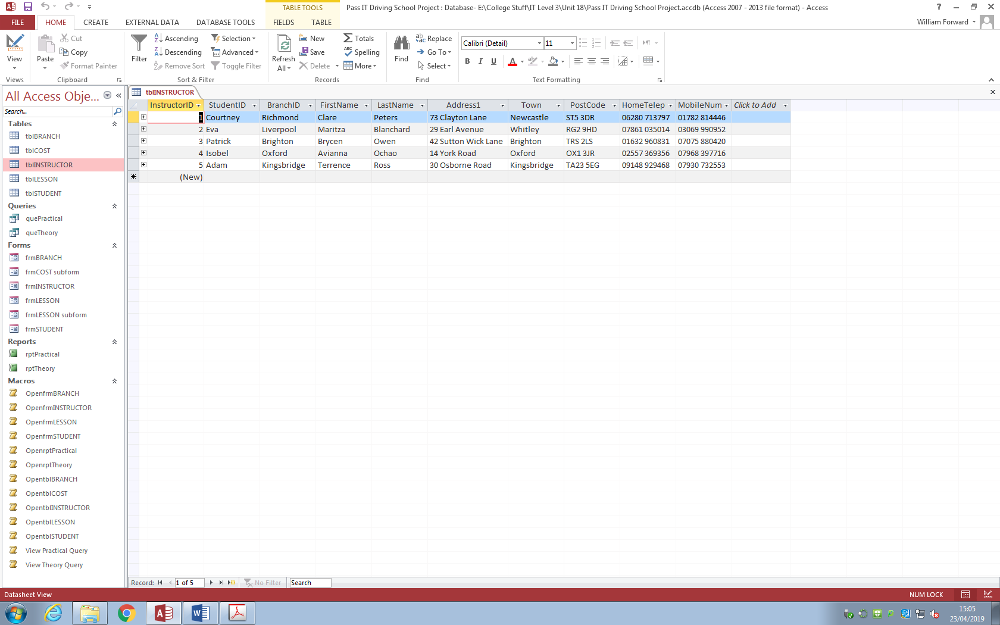 TABLE TOOLS
Pass IT Driving School Project : Database- E:\College Stuff\IT Level 3\Unit 18\Pass IT Driving School Project.accdb (Access 2007 - 2013 file format) - Access
FILE HOME CREATE EXTERNAL DATA DATABASE TOOLS FIELDS TABLE William Forward
View
Views
Paste
Cut
Copy
Format Painter
Clipboard
Filter
Ascending
Descending
Remove Sort
Selection
Advanced
Toggle Filter
Sort & Filter
Refresh
All
New
Save
Delete
Totals
Spelling
More
Records
Find
Replace
Go To
Select
Find
Calibri (Detail) 11
B I U A
Text Formatting
All Access Obje...
Search...
Tables
tblBRANCH
tblCOST
tblINSTRUCTOR
tblLESSON
tblSTUDENT
Queries
quePractical
queTheory
Forms
frmBRANCH
frmCOST subform
frmINSTRUCTOR
frmLESSON
frmLESSON subform
frmSTUDENT
Reports
rptPractical
rptTheory
Macros
OpenfrmBRANCH
OpenfrmINSTRUCTOR
OpenfrmLESSON
OpenfrmSTUDENT
OpenrptPractical
OpenrptTheory
OpentblBRANCH
OpentblCOST
OpentblINSTRUCTOR
OpentblLESSON
OpentblSTUDENT
View Practical Query
View Theory Query
tblINSTRUCTOR
InstructorID StudentID BranchID FirstName LastName Address1 Town PostCode HomeTelep MobileNum Click to Add
1 Courtney Richmond Clare Peters 73 Clayton Lane Newcastle ST5 3DR 06280 713797 01782 814446
2 Eva Liverpool Maritza Blanchard 29 Earl Avenue Whitley RG2 9HD 07861 035014 03069 990952
3 Patrick Brighton Brycen Owen 42 Sutton Wick Lane Brighton TRS 2LS 01632 960831 07075 880420
4 Isobel Oxford Avianna Ochao 14 York Road Oxford OX1 3JR 02557 369356 07968 397716
5 Adam Kingsbridge Terrence Ross 30 Osborne Road Kingsbridge TA23 5EG 09148 929468 07930 732553
(New)
Record: 1 of 5 No Filter Search
Datasheet View NUM LOCK
15:05
23/04/2019